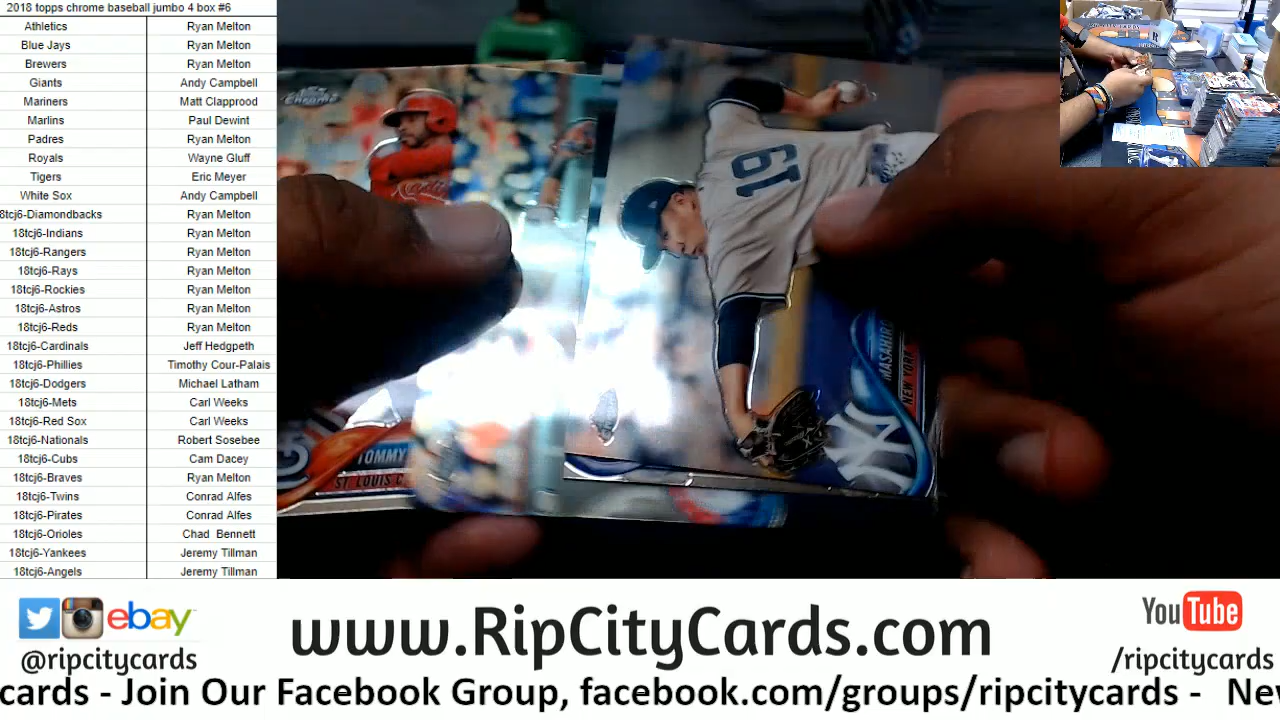 2018 topps chrome baseball jumbo 4 box #6
Athletics Ryan Melton
Blue Jays Ryan Melton
Brewers Ryan Melton
Giants Andy Campbell
Mariners Matt Clapprood
Marlins Paul Dewint
Padres Ryan Melton
Royals Wayne Gluff
Tigers Eric Meyer
White Sox Andy Campbell
8tcj6-Diamondbacks Ryan Melton
18tcj6-Indians Ryan Melton
18tcj6-Rangers Ryan Melton
18tcj6-Rays Ryan Melton
18tcj6-Rockies Ryan Melton
18tcj6-Astros Ryan Melton
18tcj6-Reds Ryan Melton
18tcj6-Cardinals Jeff Hedgpeth
18tcj6-Phillies Timothy Cour-Palais
18tcj6-Dodgers Michael Latham
18tcj6-Mets Carl Weeks
18tcj6-Red Sox Carl Weeks
18tcj6-Nationals Robert Sosebee
18tcj6-Cubs Cam Dacey
18tcj6-Braves Ryan Melton
18tcj6-Twins Conrad Alfes
18tcj6-Pirates Conrad Alfes
18tcj6-Orioles Chad Bennett
18tcj6-Yankees Jeremy Tillman
18tcj6-Angels Jeremy Tillman
19
MASAHIRO
NEW YORK
NY
TOMMY
ST. LOUIS C
ebay
@ripcitycards
www.RipCityCards.com
YouTube
/ripcitycards
cards - Join Our Facebook Group, facebook.com/groups/ripcitycards - Nev